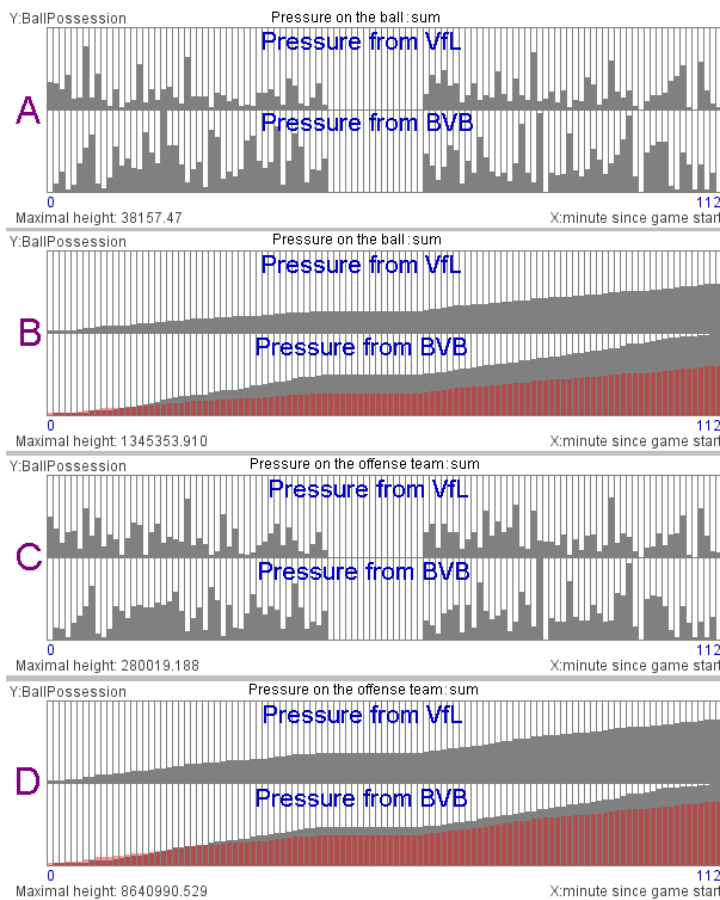 Y:BallPossession Pressure on the ball:sum
Pressure from VfL
A
Pressure from BVB
0 112
Maximal height: 38157.47 X:minute since game start
Y:BallPossession Pressure on the ball:sum
Pressure from VfL
B
Pressure from BVB
0 112
Maximal height: 1345353.910 X:minute since game start
Y:BallPossession Pressure on the offense team:sum
Pressure from VfL
C
Pressure from BVB
0 112
Maximal height: 280019.188 X:minute since game start
Y:BallPossession Pressure on the offense team:sum
Pressure from VfL
D
Pressure from BVB
0 112
Maximal height: 8640990.529 X:minute since game start